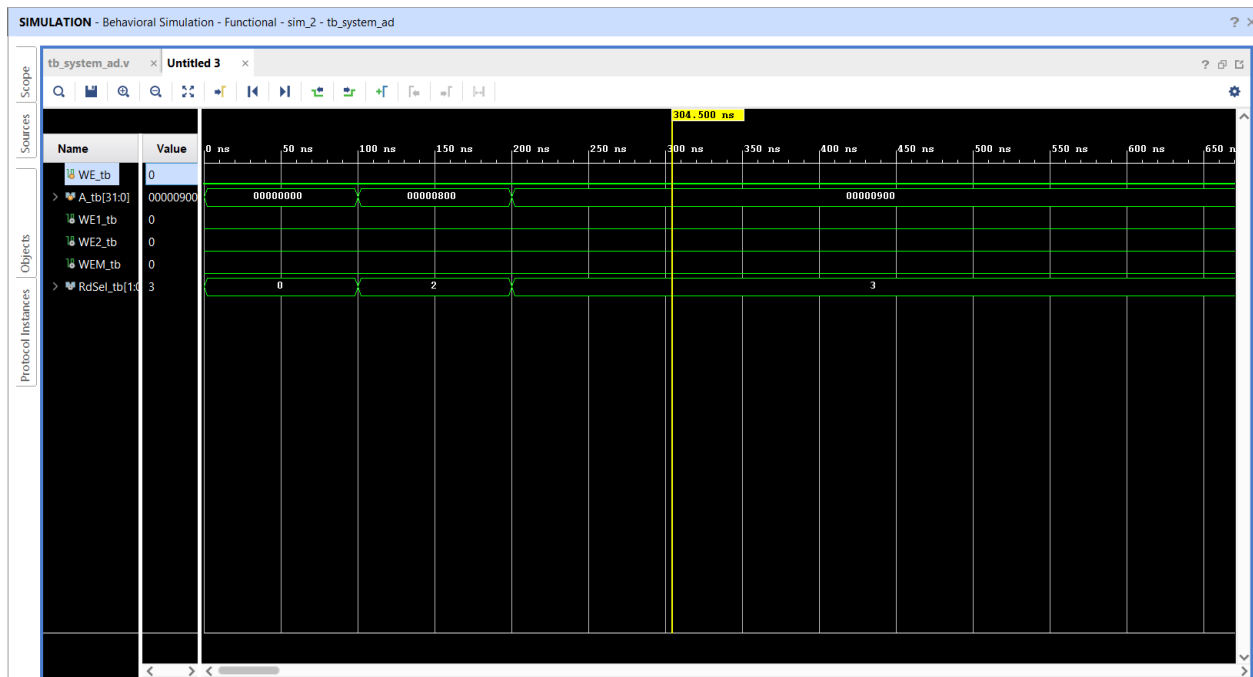 SIMULATION - Behavioral Simulation - Functional - sim_2 - tb_system_ad ? ×
tb_system_ad.v × Untitled 3 × ?
Scope
Sources
Objects
Protocol Instances
304.500 ns
Name Value 0 ns 50 ns 100 ns 150 ns 200 ns 250 ns 300 ns 350 ns 400 ns 450 ns 500 ns 550 ns 600 ns 650 n
WE_tb 0
> A_tb[31:0] 00000900 00000000 00000800 00000900
WE1_tb 0
WE2_tb 0
WEM_tb 0
> RdSel_tb[1:0 3 0 2 3